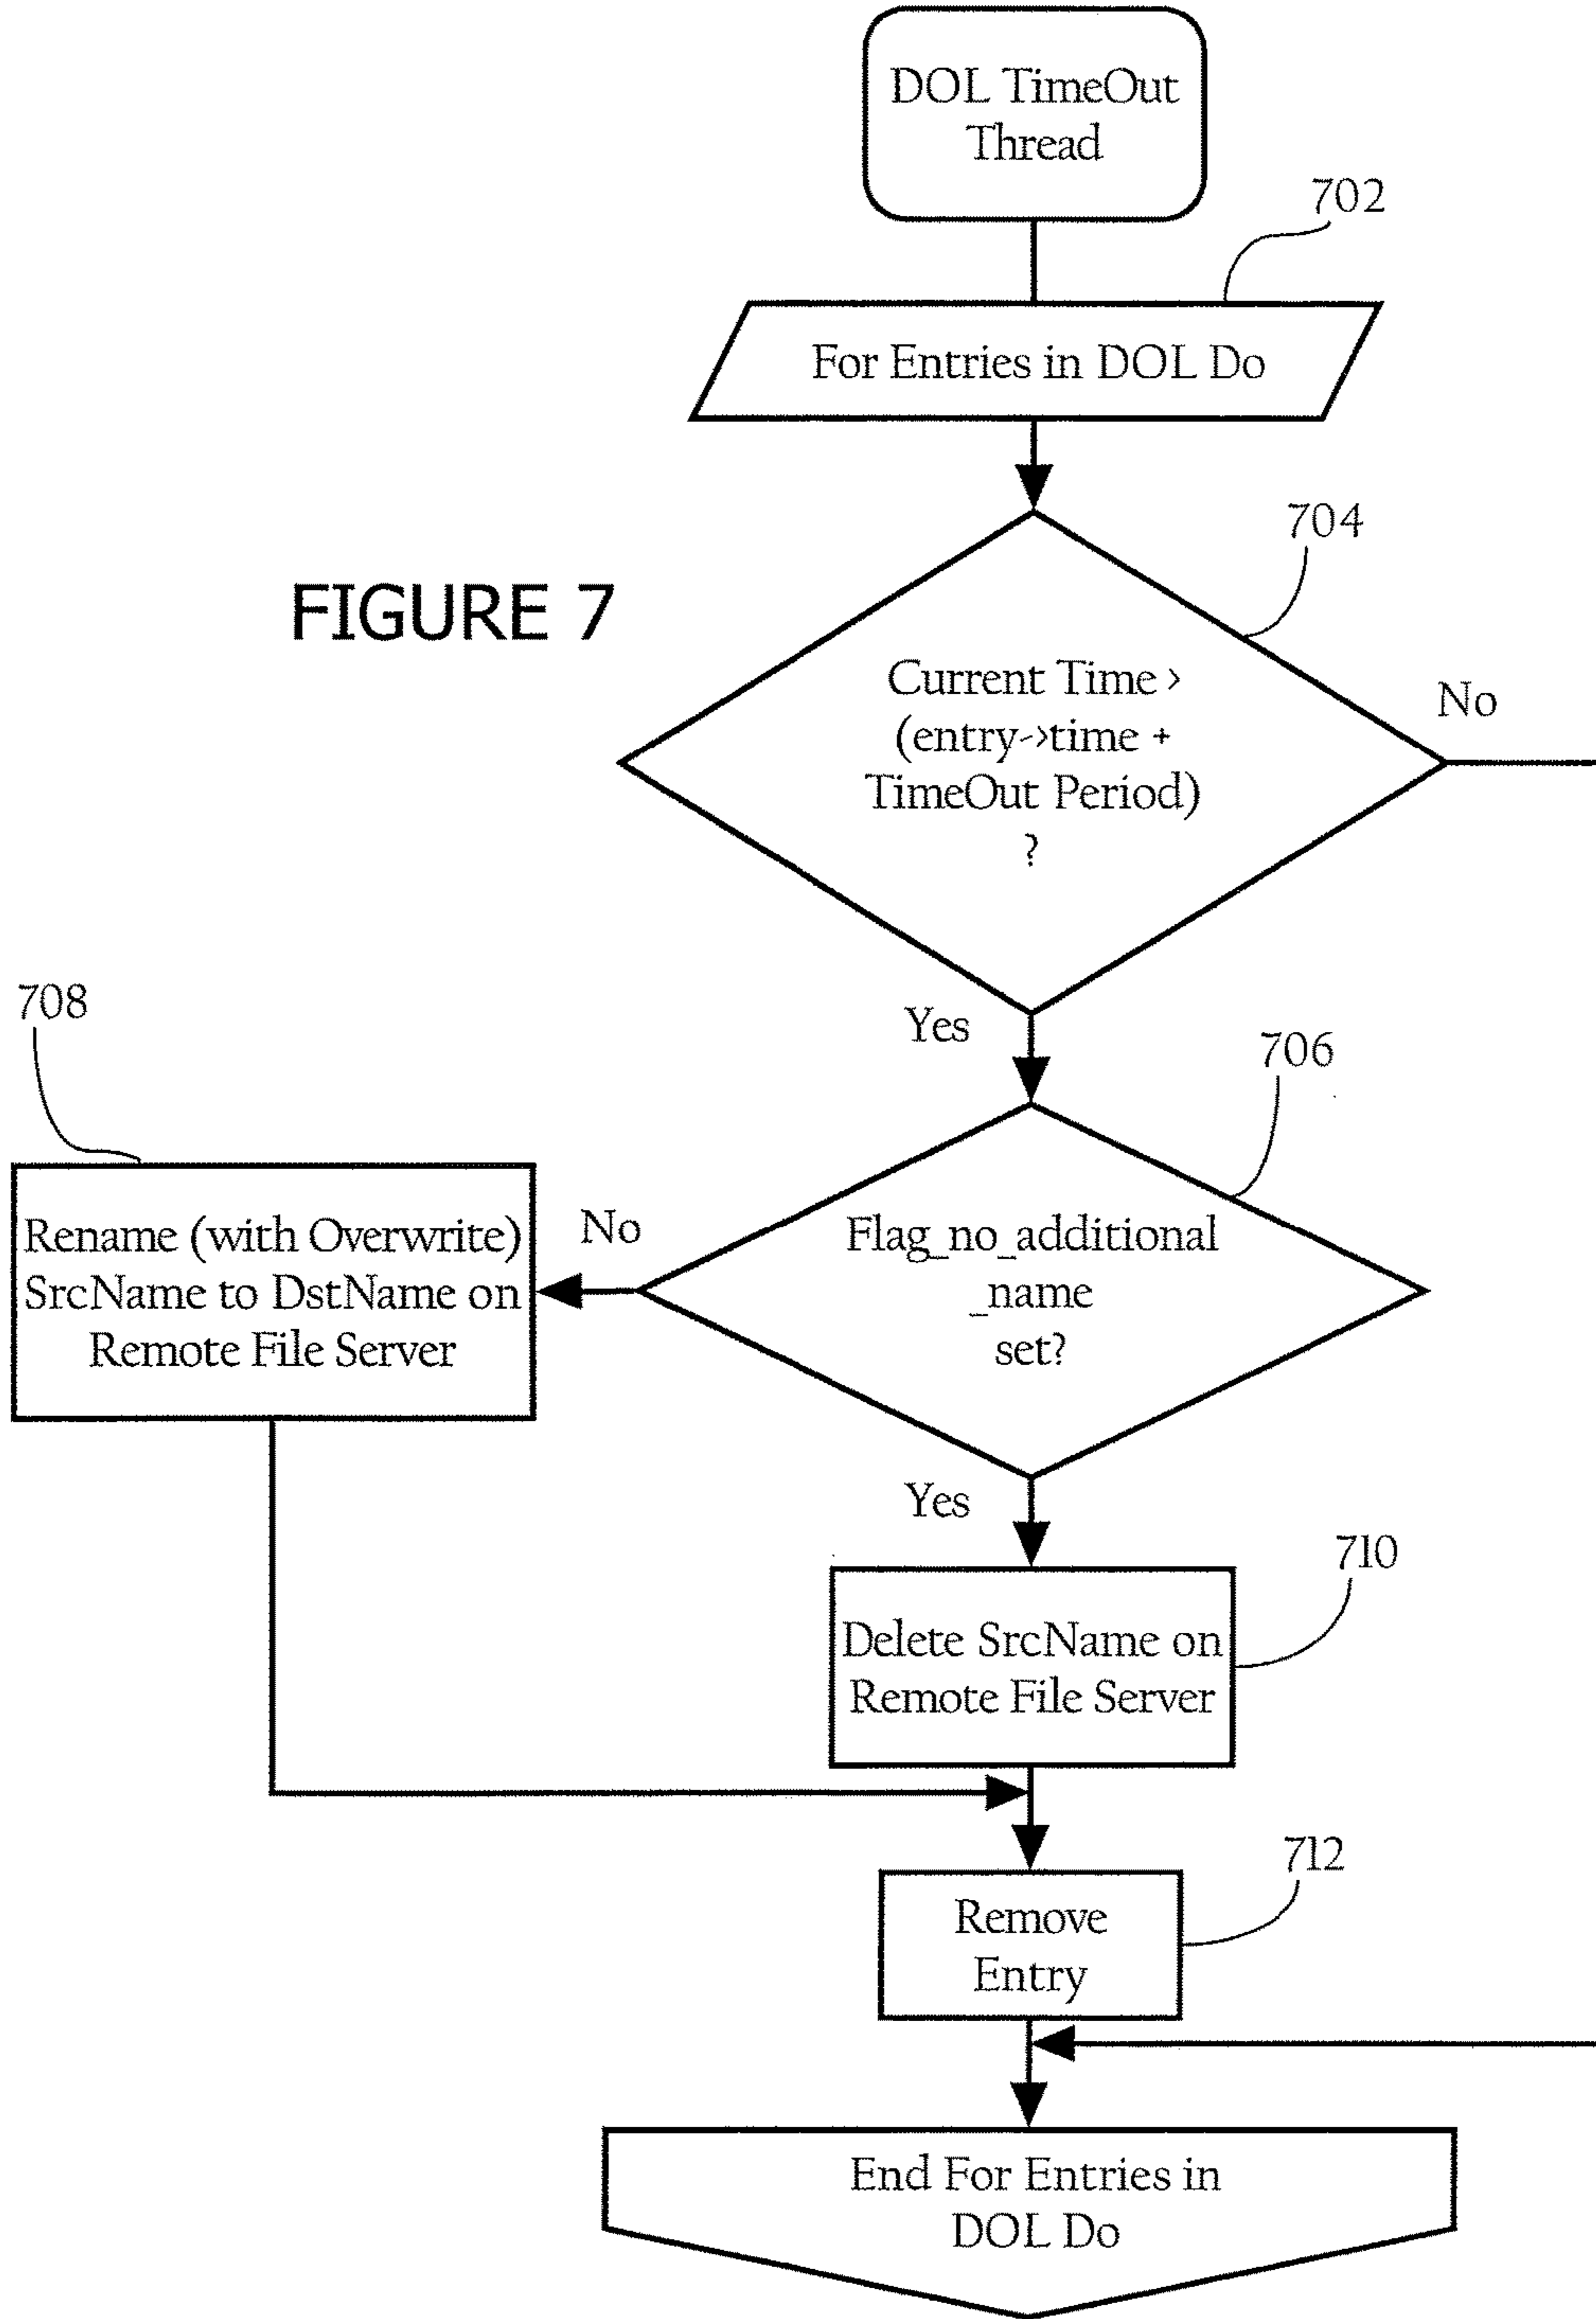 DOL TimeOut
Thread
702
For Entries in DOL Do
704
FIGURE 7
Current Time >
(entry->time +
TimeOut Period)
?
No
Yes
708
706
Rename (with Overwrite)
SrcName to DstName on
Remote File Server
No
Flag_no_additional
_name
set?
Yes
710
Delete SrcName on
Remote File Server
712
Remove
Entry
End For Entries in
DOL Do